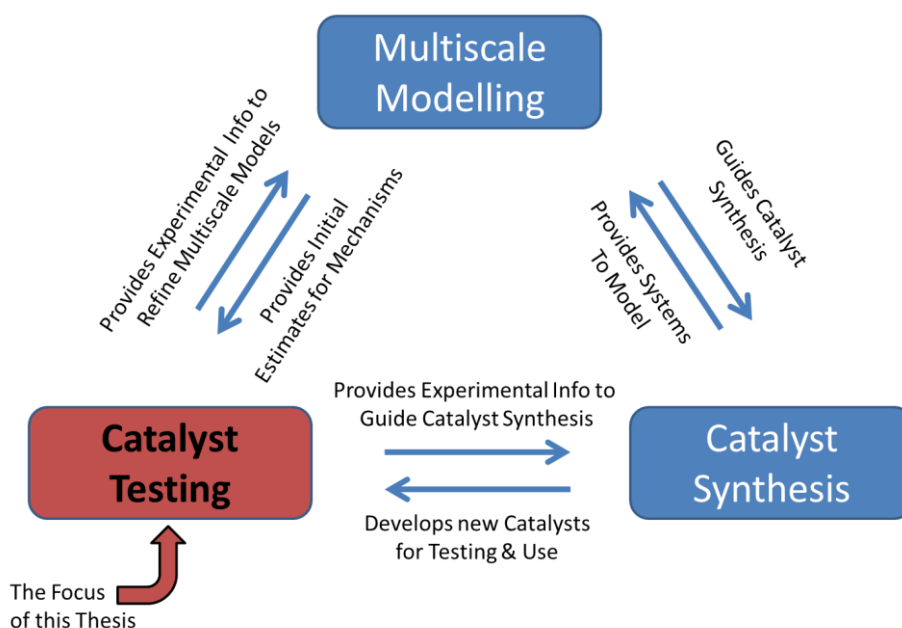 Multiscale
Modelling
Provides Experimental Info to
Refine Multiscale Models
Provides Initial
Estimates for Mechanisms
Guides Catalyst
Synthesis
Provides Systems
To Model
Provides Experimental Info to
Guide Catalyst Synthesis
Catalyst
Testing
Catalyst
Synthesis
Develops new Catalysts
for Testing & Use
The Focus
of this Thesis